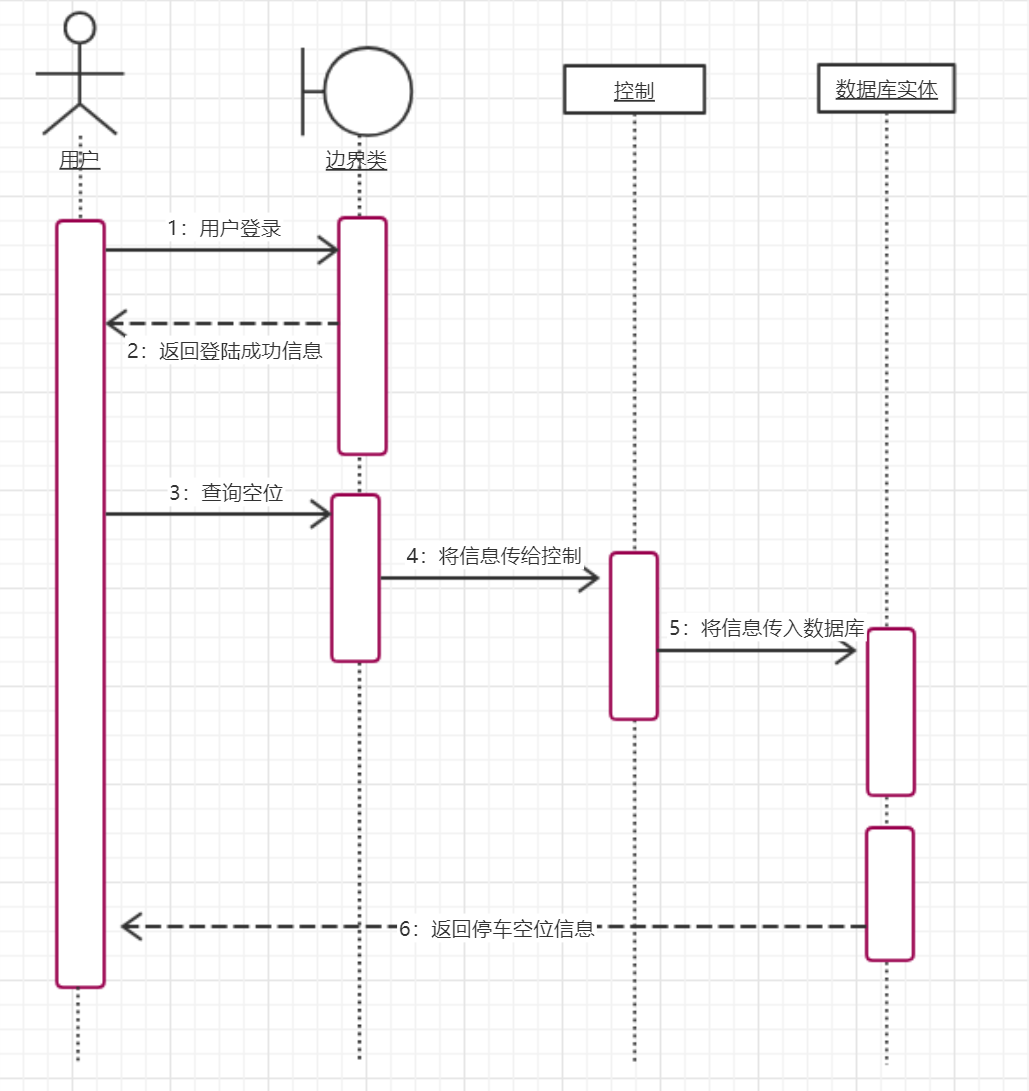 用户
边界类
控制
数据库实体
1：用户登录
2：返回登陆成功信息
3：查询空位
4：将信息传给控制
5：将信息传入数据库
6：返回停车空位信息